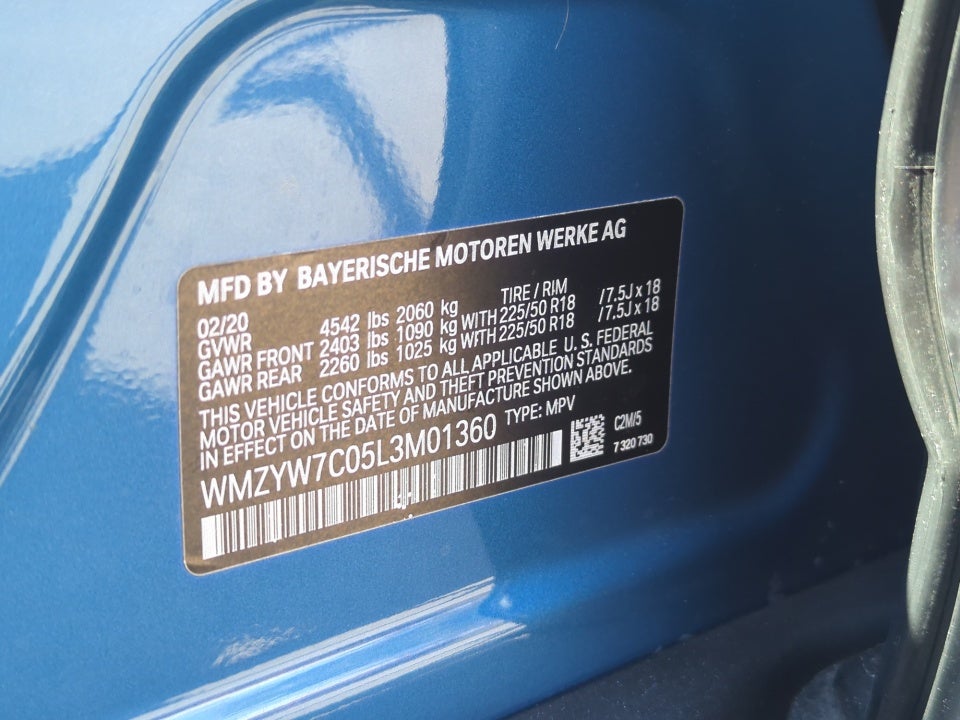 MFD BY BAYERISCHE MOTOREN WERKE AG
02/20 TIRE / RIM
GVWR 4542 lbs 2060 kg
GAWR FRONT 2403 lbs 1090 kg WITH 225/50 R18 /7.5J x 18
GAWR REAR 2260 lbs 1025 kg WITH 225/50 R18 /7.5J x 18
THIS VEHICLE CONFORMS TO ALL APPLICABLE U.S. FEDERAL
MOTOR VEHICLE SAFETY AND THEFT PREVENTION STANDARDS
IN EFFECT ON THE DATE OF MANUFACTURE SHOWN ABOVE.
WMZYW7C05L3M01360 TYPE: MPV
C2M/5
7 320 730